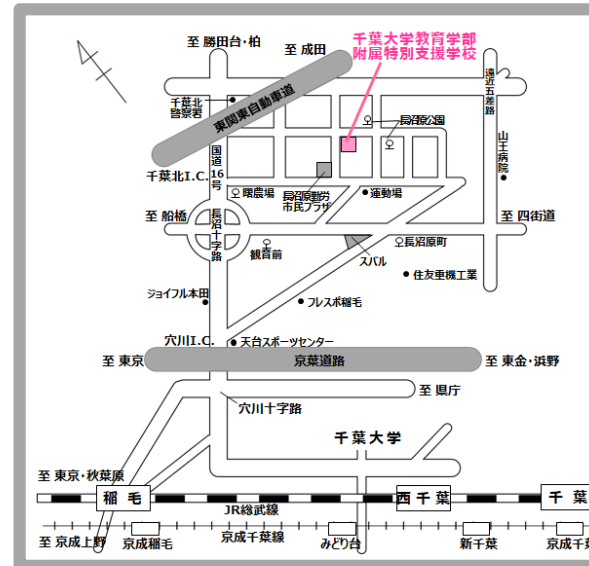 至 勝田台・柏
至 成田
千葉大学教育学部
附属特別支援学校
千葉北
警察署
東関東自動車道
遠近五差路
長沼原公園
山王病院
国道16号
千葉北I.C.
曙農場
長沼原勤労
市民プラザ
運動場
至 船橋
長沼十字路
至 四街道
観音前
スバル
長沼原町
住友重機工業
ジョイフル本田
フレスポ稲毛
穴川I.C.
天台スポーツセンター
至 東京
京葉道路
至 東金・浜野
至 県庁
穴川十字路
千葉大学
至 東京・秋葉原
稲毛
西千葉
千葉
JR総武線
京成千葉線
至 京成上野
京成稲毛
みどり台
新千葉
京成千葉